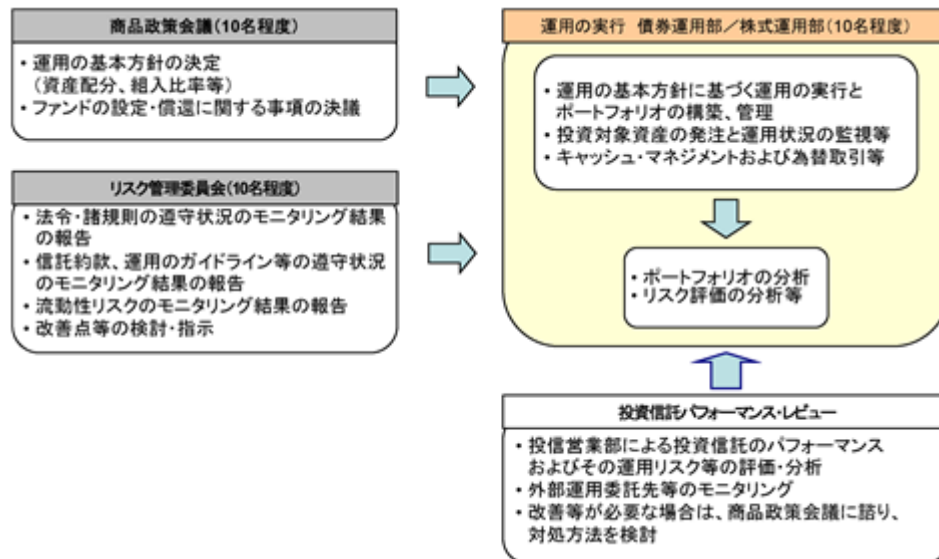 商品政策会議(10名程度)
・運用の基本方針の決定
(資産配分、組入比率等)
・ファンドの設定・償還に関する事項の決議
リスク管理委員会(10名程度)
・法令・諸規則の遵守状況のモニタリング結果
の報告
・信託約款、運用のガイドライン等の遵守状況
のモニタリング結果の報告
・流動性リスクのモニタリング結果の報告
・改善点等の検討・指示
運用の実行 債券運用部/株式運用部(10名程度)
・運用の基本方針に基づく運用の実行と
ポートフォリオの構築、管理
・投資対象資産の発注と運用状況の監視等
・キャッシュ・マネジメントおよび為替取引等
・ポートフォリオの分析
・リスク評価の分析等
投資信託パフォーマンス・レビュー
・投信営業部による投資信託のパフォーマンス
およびその運用リスク等の評価・分析
・外部運用委託先等のモニタリング
・改善等が必要な場合は、商品政策会議に諮り、
対処方法を検討